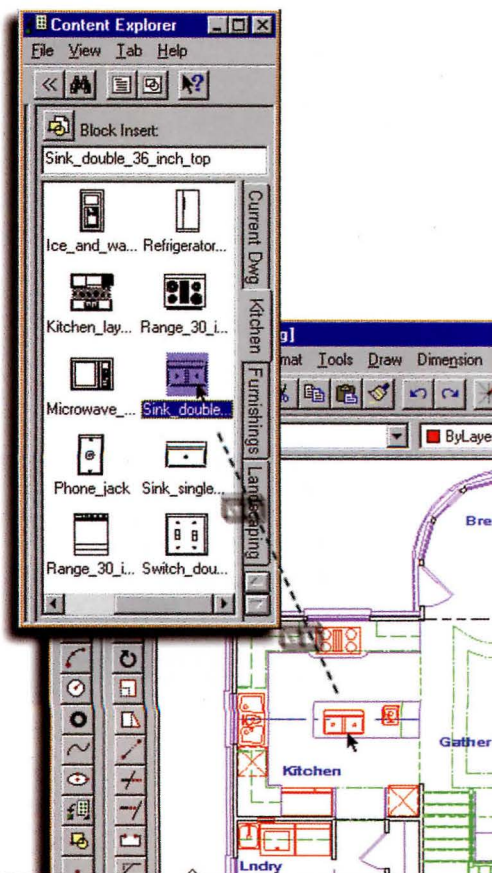 Content Explorer
File View Tab Help
Block Insert:
Sink_double_36_inch_top
Current Dwg
Kitchen
Furnishings
Landscaping
Ice_and_wa... Refrigerator...
Kitchen_lay... Range_30_i...
Microwave_... Sink_double...
Phone_jack Sink_single...
Range_30_i... Switch_dou...
g]
mat Tools Draw Dimension
ByLaye
Bre
Gather
Kitchen
Lndry